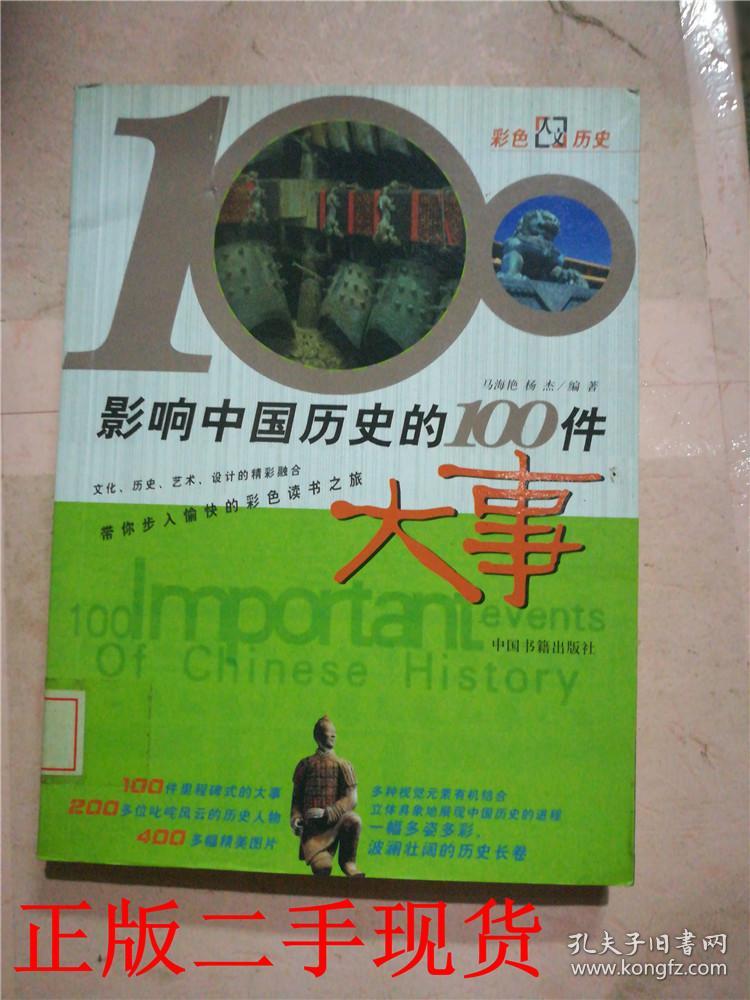 100
彩色人文历史
马海艳 杨 杰/编 著
影响中国历史的100件
大事
文化、历史、艺术、设计的精彩融合
带你步入愉快的彩色读书之旅
100 Important events
Of Chinese History
中国书籍出版社
100件里程碑式的大事
200多位叱咤风云的历史人物
400多幅精美图片
多种视觉元素有机结合
立体具象地展现中国历史的进程
一幅多姿多彩,
波澜壮阔的历史长卷
正版二手现货
孔夫子旧书网
www.kongfz.com